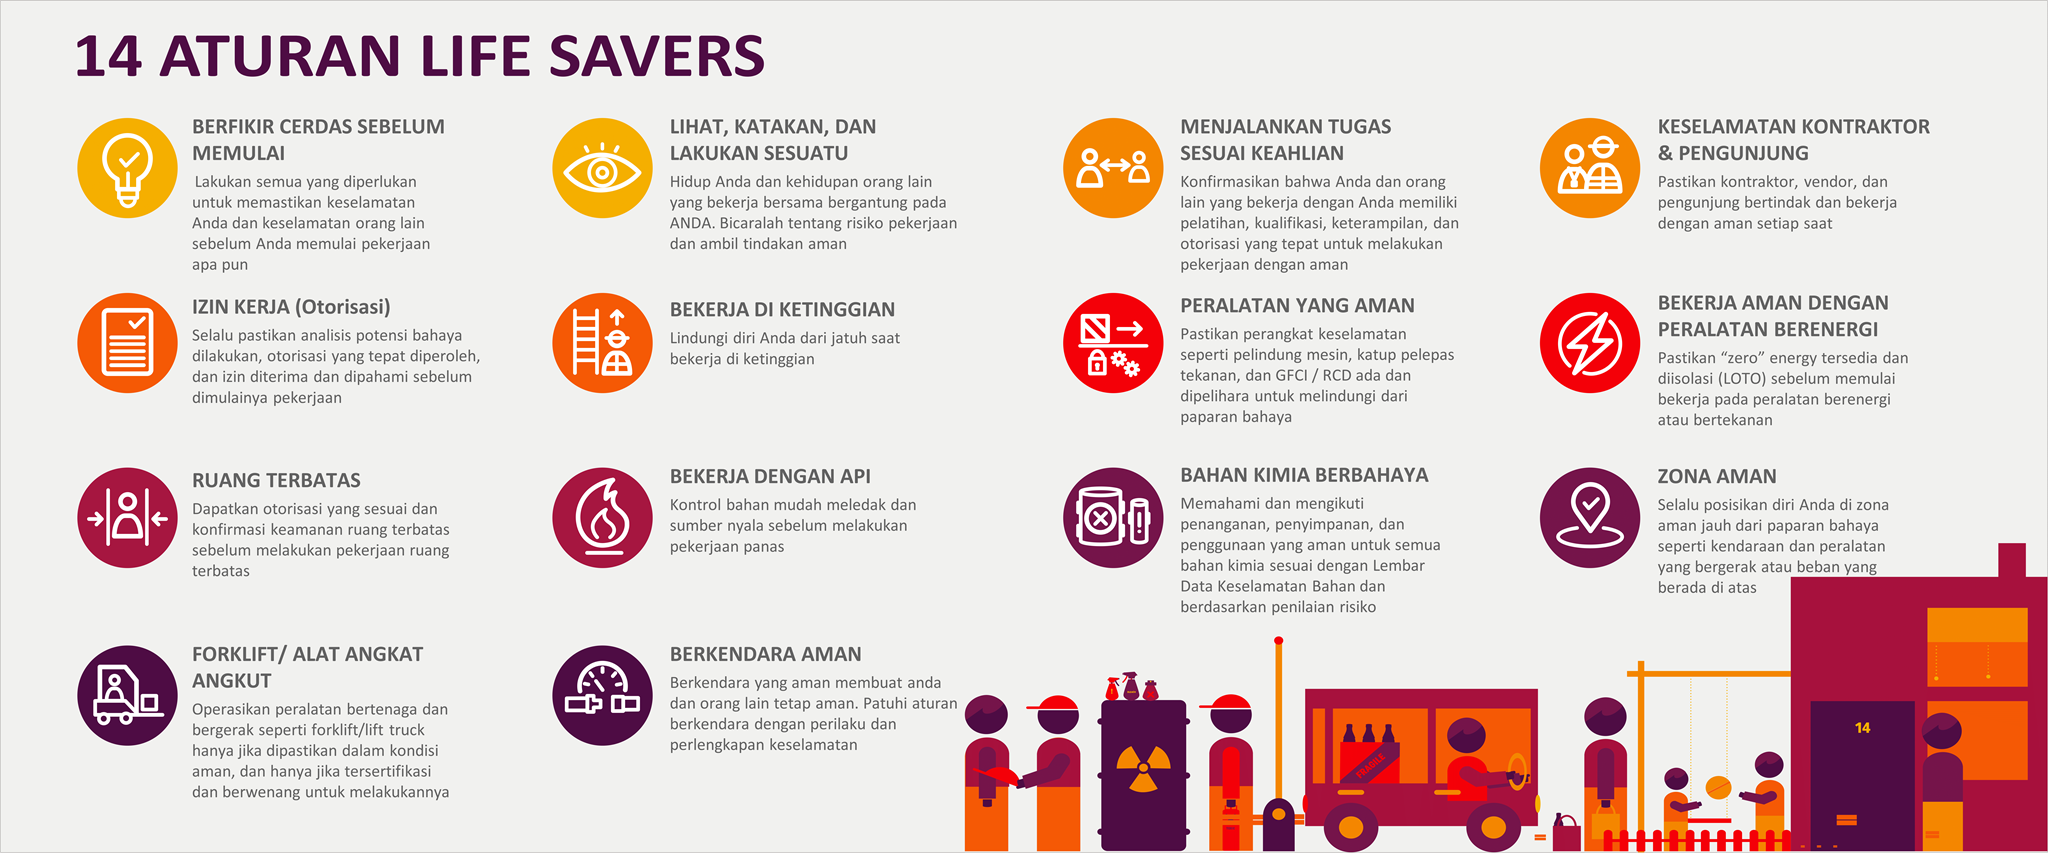 14 ATURAN LIFE SAVERS
BERFIKIR CERDAS SEBELUM
MEMULAI
Lakukan semua yang diperlukan
untuk memastikan keselamatan
Anda dan keselamatan orang lain
sebelum Anda memulai pekerjaan
apa pun
LIHAT, KATAKAN, DAN
LAKUKAN SESUATU
Hidup Anda dan kehidupan orang lain
yang bekerja bersama bergantung pada
ANDA. Bicaralah tentang risiko pekerjaan
dan ambil tindakan aman
MENJALANKAN TUGAS
SESUAI KEAHLIAN
Konfirmasikan bahwa Anda dan orang
lain yang bekerja dengan Anda memiliki
pelatihan, kualifikasi, keterampilan, dan
otorisasi yang tepat untuk melakukan
pekerjaan dengan aman
KESELAMATAN KONTRAKTOR
& PENGUNJUNG
Pastikan kontraktor, vendor, dan
pengunjung bertindak dan bekerja
dengan aman setiap saat
IZIN KERJA (Otorisasi)
Selalu pastikan analisis potensi bahaya
dilakukan, otorisasi yang tepat diperoleh,
dan izin diterima dan dipahami sebelum
dimulainya pekerjaan
BEKERJA DI KETINGGIAN
Lindungi diri Anda dari jatuh saat
bekerja di ketinggian
PERALATAN YANG AMAN
Pastikan perangkat keselamatan
seperti pelindung mesin, katup pelepas
tekanan, dan GFCI / RCD ada dan
dipelihara untuk melindungi dari
paparan bahaya
BEKERJA AMAN DENGAN
PERALATAN BERENERGI
Pastikan “zero” energy tersedia dan
diisolasi (LOTO) sebelum memulai
bekerja pada peralatan berenergi
atau bertekanan
RUANG TERBATAS
Dapatkan otorisasi yang sesuai dan
konfirmasi keamanan ruang terbatas
sebelum melakukan pekerjaan ruang
terbatas
BEKERJA DENGAN API
Kontrol bahan mudah meledak dan
sumber nyala sebelum melakukan
pekerjaan panas
BAHAN KIMIA BERBAHAYA
Memahami dan mengikuti
penanganan, penyimpanan, dan
penggunaan yang aman untuk semua
bahan kimia sesuai dengan Lembar
Data Keselamatan Bahan dan
berdasarkan penilaian risiko
ZONA AMAN
Selalu posisikan diri Anda di zona
aman jauh dari paparan bahaya
seperti kendaraan dan peralatan
yang bergerak atau beban yang
berada di atas
FORKLIFT/ ALAT ANGKAT
ANGKUT
Operasikan peralatan bertenaga dan
bergerak seperti forklift/lift truck
hanya jika dipastikan dalam kondisi
aman, dan hanya jika tersertifikasi
dan berwenang untuk melakukannya
BERKENDARA AMAN
Berkendara yang aman membuat anda
dan orang lain tetap aman. Patuhi aturan
berkendara dengan perilaku dan
perlengkapan keselamatan
FRAGILE
14